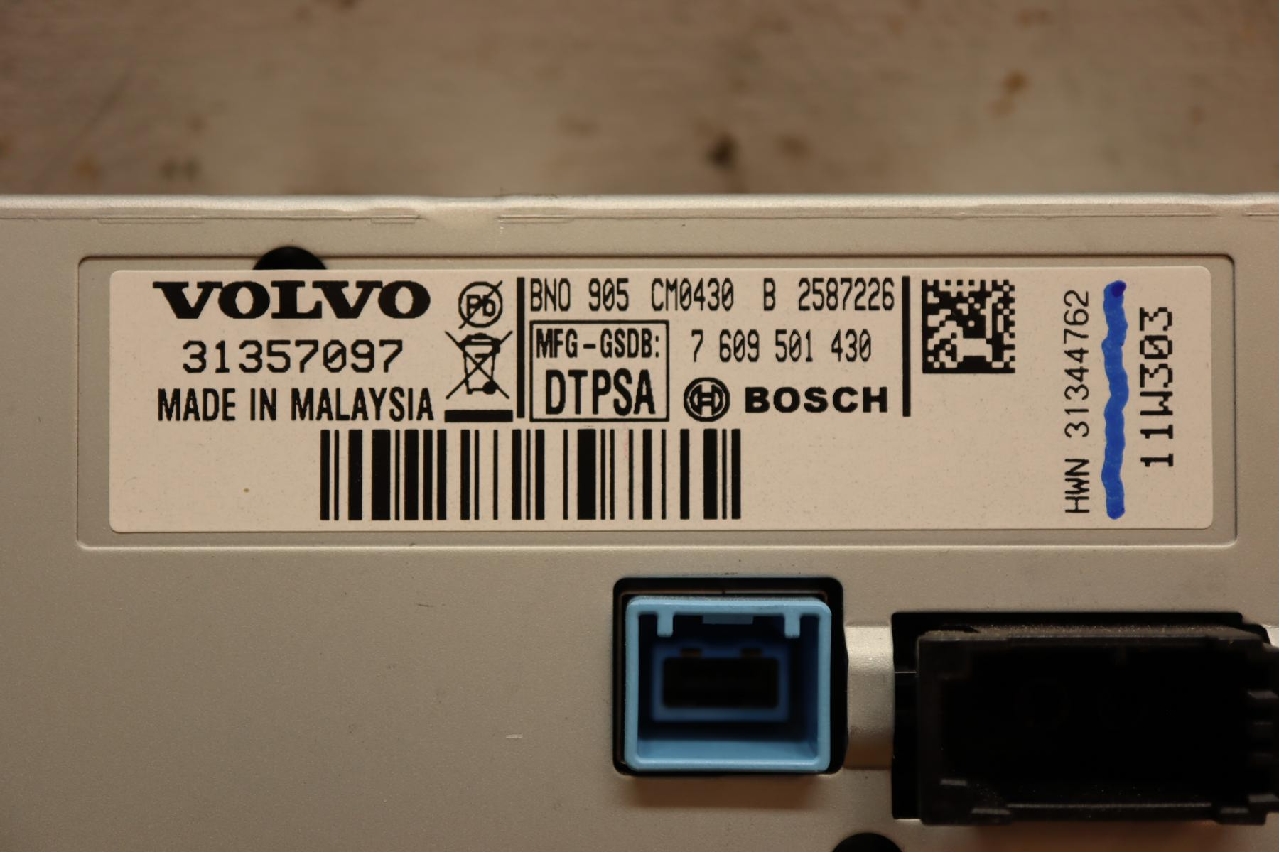 VOLVO
31357097
MADE IN MALAYSIA
Pb
BNO 905 CM0430 B 2587226
MFG-GSDB:
DTPSA
7 609 501 430
BOSCH
HWN 31344762
11W303